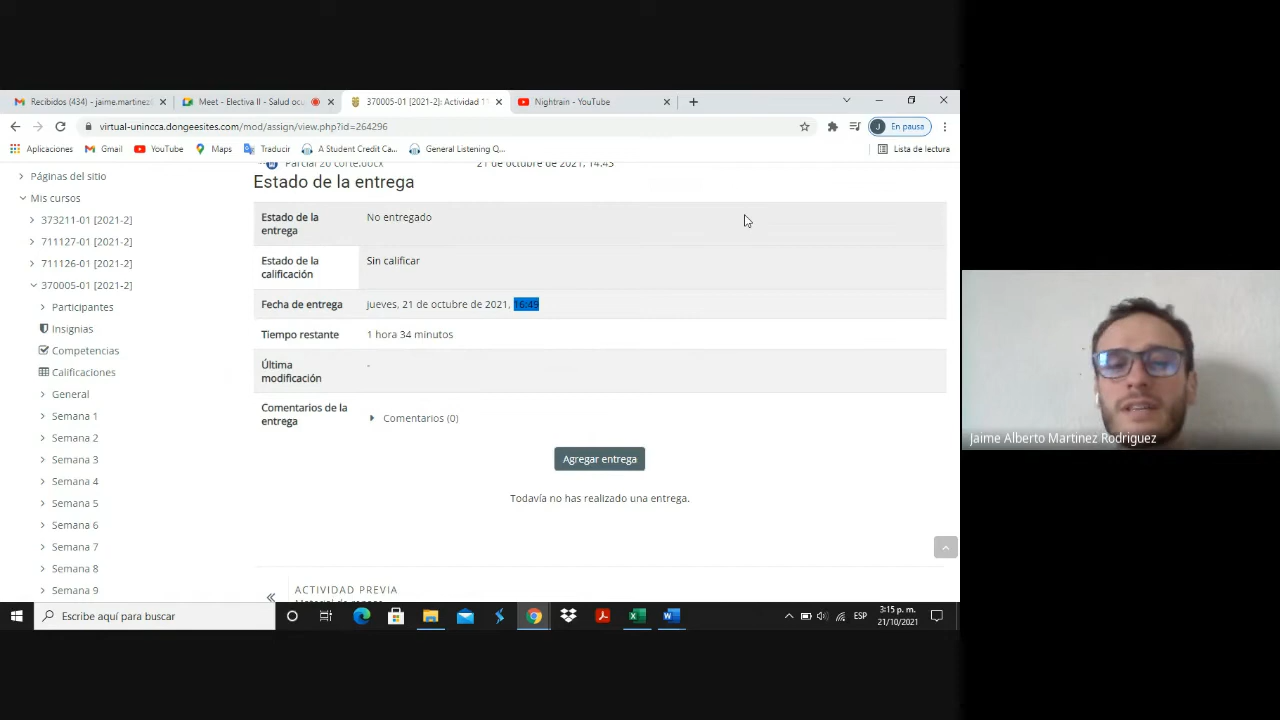 Recibidos (434) - jaime.martinez
Meet - Electiva II - Salud ocu
370005-01 [2021-2]: Actividad 1
Nightrain - YouTube
virtual-unincca.dongeesites.com/mod/assign/view.php?id=264296
J En pausa
Aplicaciones
Gmail
YouTube
Maps
Traducir
A Student Credit Ca...
General Listening Q...
Lista de lectura
Parcial 2o corte.docx
21 de octubre de 2021, 14:45
Páginas del sitio
Mis cursos
373211-01 [2021-2]
711127-01 [2021-2]
711126-01 [2021-2]
370005-01 [2021-2]
Participantes
Insignias
Competencias
Calificaciones
General
Semana 1
Semana 2
Semana 3
Semana 4
Semana 5
Semana 6
Semana 7
Semana 8
Semana 9
Estado de la entrega
Estado de la entrega
No entregado
Estado de la calificación
Sin calificar
Fecha de entrega
jueves, 21 de octubre de 2021, 16:49
Tiempo restante
1 hora 34 minutos
Última modificación
-
Comentarios de la entrega
Comentarios (0)
Agregar entrega
Todavía no has realizado una entrega.
ACTIVIDAD PREVIA
Jaime Alberto Martinez Rodriguez
Escribe aquí para buscar
ESP
3:15 p. m.
21/10/2021